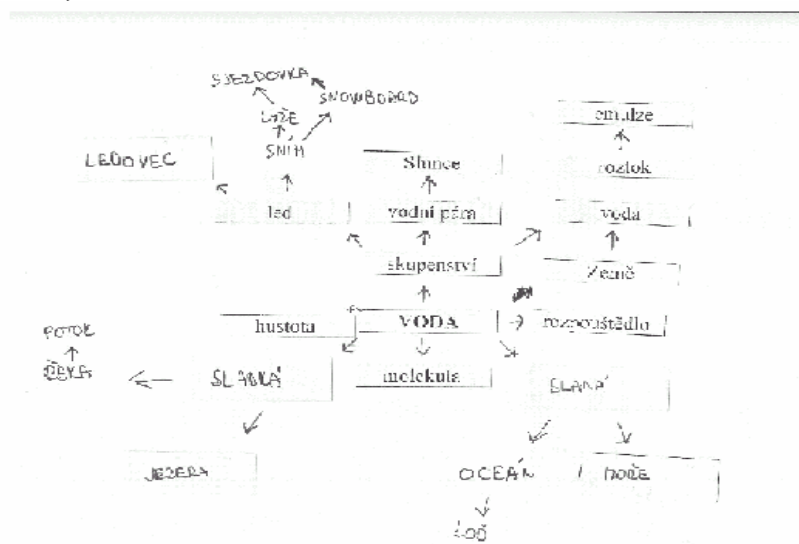 SJEZDOVKA
SNOWBOARD
emulze
SNÍH
LEDOVEC
Slunce
roztok
led
vodní pára
voda
skupenství
Země
hustota
VODA
rozpouštědlo
POTOK
ŘEKA
SLADKÁ
molekula
SLANÁ
JEZERA
OCEÁN
MOŘE
LOĎ